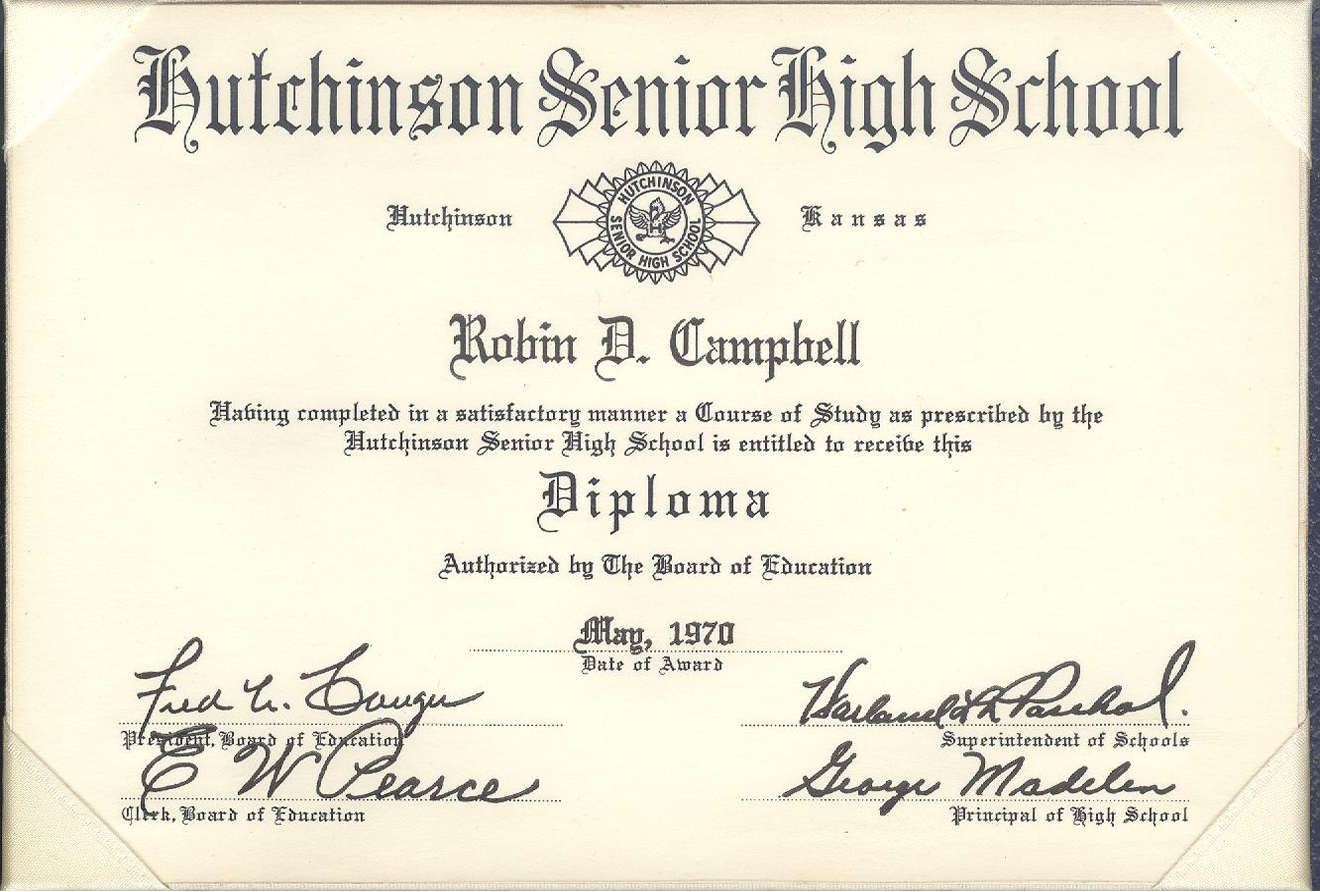 Hutchinson Senior High School
HUTCHINSON
SENIOR HIGH SCHOOL
Hutchinson Kansas
Robin D. Campbell
Having completed in a satisfactory manner a Course of Study as prescribed by the
Hutchinson Senior High School is entitled to receive this
Diploma
Authorized by The Board of Education
May, 1970
Date of Award
Fred
President, Board of Education
Superintendent of Schools
E W Pearce
George
Clerk, Board of Education
Principal of High School